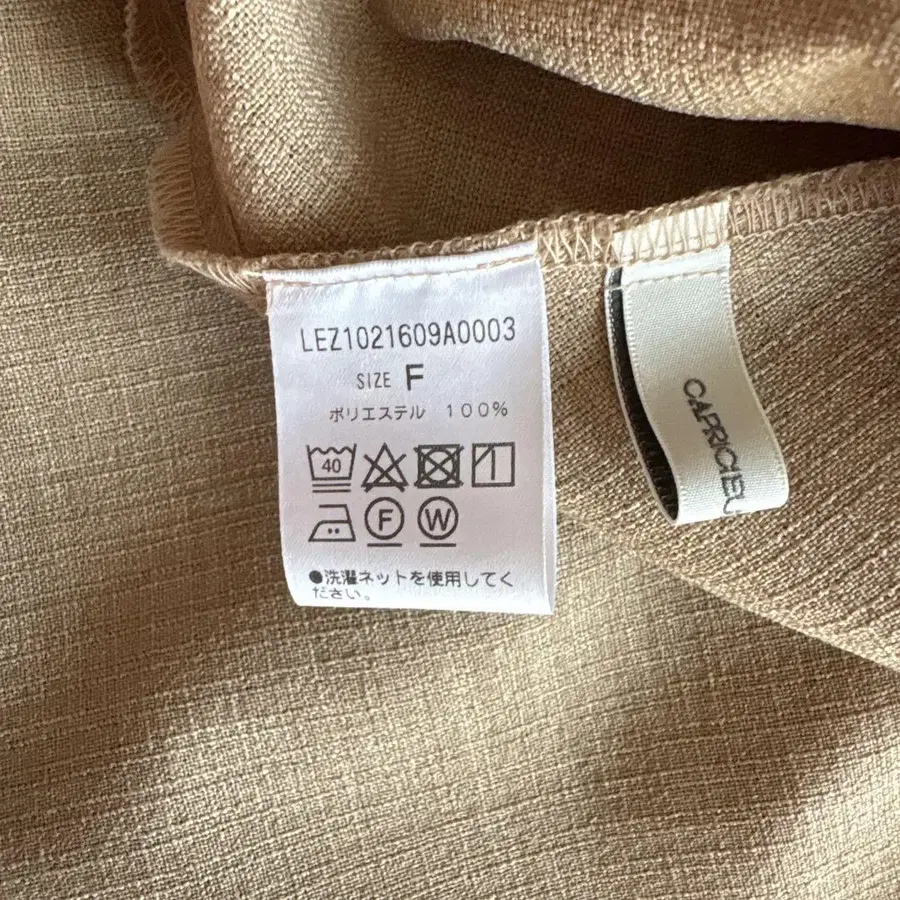 LEZ1021609A0003
SIZE F
ポリエステル 100%
40
F W
●洗濯ネットを使用してく
ださい。